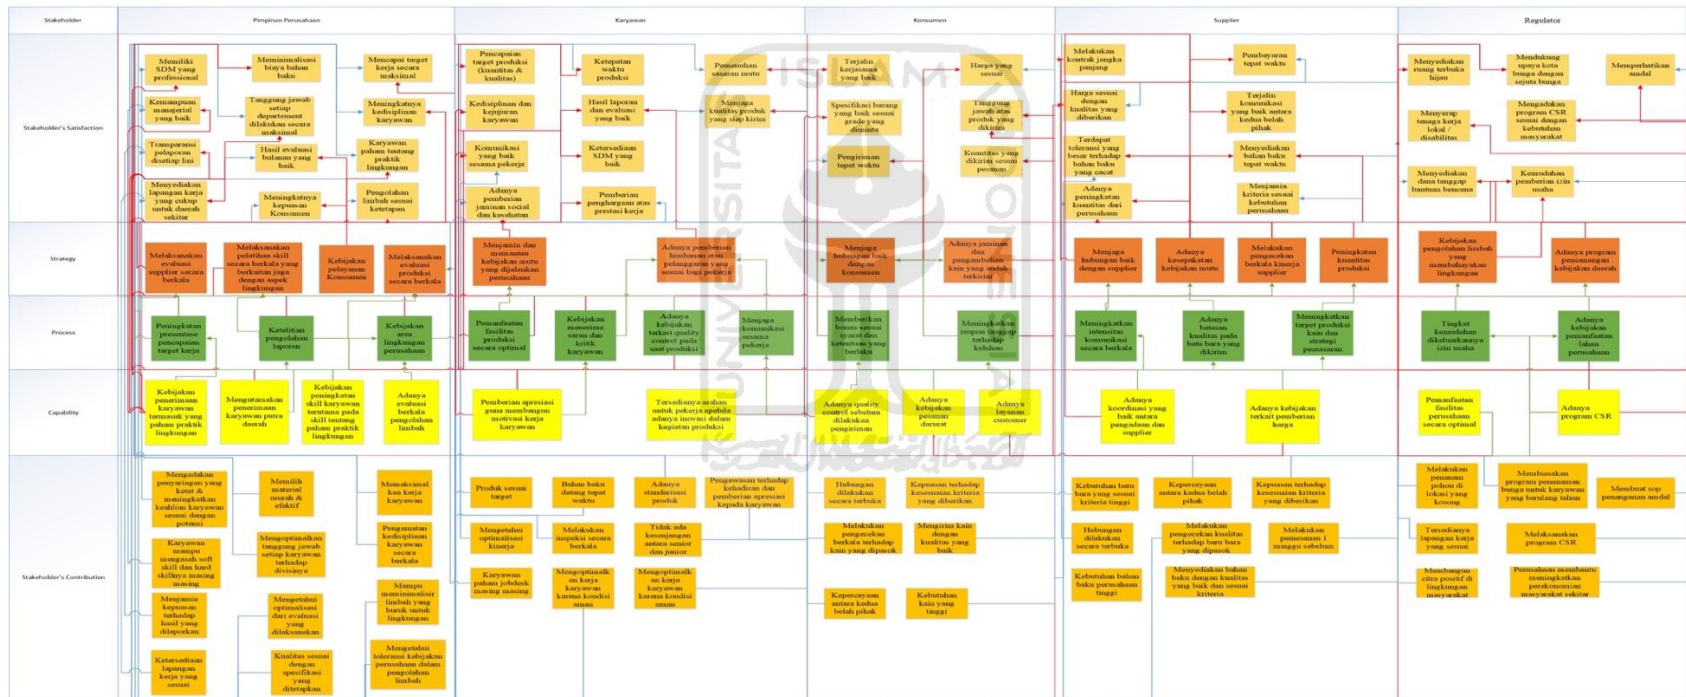 Stakeholder
Pimpinan Perusahaan
Karyawan
Konsumen
Supplier
Regulator
Stakeholder's Satisfaction
Memiliki
SDM yang
professional
Meminimalisasi
biaya bahan
baku
Mencapai target
kerja secara
maksimal
Kemampuan
manajerial
yang baik
Tanggung jawab
setiap
departement
dilakukan secara
maksimal
Meningkatnya
kedisiplinan
karyawan
Transparansi
pelaporan
disetiap lini
Hasil evaluasi
bulanan yang
baik
Karyawan
paham tentang
praktik
lingkungan
Menyediakan
lapangan kerja
yang cukup
untuk daerah
sekitar
Meningkatnya
kepuasan
Konsumen
Pengolahan
limbah sesuai
ketetapan
Pencapaian
target produksi
(kuantitas &
kualitas)
Ketepatan
waktu
produksi
Pemenuhan
sasaran mutu
Kedisiplinan dan
kejujuran
karyawan
Hasil laporan
dan evaluasi
yang baik
Menjaga
kualitas produk
yang siap kirim
Komunikasi
yang baik
sesama pekerja
Ketersediaan
SDM yang
baik
Adanya
pemberian
jaminan social
dan kesehatan
Pemberian
penghargaan atas
prestasi kerja
Terjalin
kerjasama
yang baik
Harga yang
sesuai
Spesifikasi barang
yang baik sesuai
grade yang
diminta
Tanggung
jawab atas
produk yang
dikirim
Pengiriman
tepat waktu
Kuantitas yang
dikirim sesuai
pesanan
Melakukan
kontrak jangka
panjang
Pembayaran
tepat waktu
Harga sesuai
dengan
kualitas yang
diberikan
Terjalin
komunikasi
yang baik antara
kedua belah
pihak
Terdapat
toleransi yang
besar terhadap
bahan baku
yang cacat
Menyediakan
bahan baku
tepat waktu
Adanya
peningkatan
kuantitas dari
perusahaan
Menjamin
kriteria sesuai
kebutuhan
perusahaan
Menyediakan
ruang terbuka
hijau
Mendukung
upaya kota
bunga dengan
sejuta bunga
Memperhatikan
amdal
Menyerap
tenaga kerja
lokal /
disabilitas
Mengadakan
program CSR
sesuai dengan
kebutuhan
masyarakat
Menyediakan
dana tanggap
bantuan bencana
Kemudahan
pemberian izin
usaha
Strategy
Melaksanakan
evaluasi
supplier secara
berkala
Melaksanakan
pelatihan skill
secara berkala yang
berkaitan juga
dengan aspek
lingkungan
Kebijakan
pelayanan
Konsumen
Melaksanakan
evaluasi
produksi
secara berkala
Menjamin dan
memantau
kebijakan mutu
yang dijalankan
perusahaan
Adanya pemberian
himbauan atau
pelanggaran yang
sesuai bagi pekerja
Menjaga
hubungan baik
dengan
konsumen
Adanya jaminan
dan
pengembalian
kain yang sudah
terkirim
Menjaga
hubungan baik
dengan supplier
Adanya
kesepakatan
kebijakan mutu
Melakukan
pengecekan
berkala kinerja
supplier
Peningkatan
kuantitas
produksi
Kebijakan
pengolahan limbah
yang
membahayakan
lingkungan
Adanya program
perancangan
kebijakan daerah
Process
Peningkatan
presentase
pencapaian
target kerja
Ketelitian
pengolahan
laporan
Kebijakan
area
lingkungan
perusahaan
Pemanfaatan
fasilitas
produksi
secara optimal
Kebijakan
menerima
saran dan
kritik
karyawan
Adanya
kebijakan
terkait quality
control pada
saat produksi
Menjaga
komunikasi
sesama
pekerja
Memberikan
bonus sesuai
syarat dan
ketentuan yang
berlaku
Meningkatkan
respon tanggap
terhadap
keluhan
Meningkatkan
intensitas
komunikasi
secara berkala
Adanya
batasan
kualitas pada
batu bara yang
dikirim
Meningkatkan
target produksi
kain dan
strategi
pemasaran
Tingkat
kemudahan
dikeluarkannya
izin usaha
Adanya
kebijakan
pemanfaatan
lahan
perusahaan
Capability
Kebijakan
penerimaan
karyawan
termasuk yang
paham praktik
lingkungan
Mengutamakan
penerimaan
karyawan putra
daerah
Kebijakan
peningkatan
skill karyawan
terutama pada
skill tentang
paham praktik
lingkungan
Adanya
evaluasi
berkala
pengolahan
limbah
Pemberian apresiasi
guna membangun
motivasi kerja
karyawan
Tersedianya arahan
untuk pekerja apabila
adanya inovasi dalam
kegiatan produksi
Adanya quality
control sebelum
dilakukan
pengiriman
Adanya
kebijakan
pesanan
darurat
Adanya
layanan
customer
Adanya
koordinasi yang
baik antara
pengadaan dan
supplier
Adanya kebijakan
terkait pemberian
harga
Pemanfaatan
fasilitas
perusahaan
secara optimal
Adanya
program CSR
Stakeholder's Contribution
Mengadakan
penyaringan yang
ketat &
meningkatkan
keahlian karyawan
sesuai dengan
potensi
Memilih
material
murah &
efektif
Memaksimal
kan kerja
karyawan
Karyawan
mampu
mengasah soft
skill dan hard
skillnya masing
masing
Mengoptimalkan
tanggung jawab
setiap karyawan
terhadap
divisinya
Pengamatan
kedisiplinan
karyawan
secara
berkala
Menjamin
kepuasan
terhadap
hasil yang
dilaporkan
Mengetahui
optimalisasi
dari evaluasi
yang
dilaksanakan
Mampu
meminimalisir
limbah yang
buruk untuk
lingkungan
Ketersediaan
lapangan
kerja yang
sesuai
Kualitas sesuai
dengan
spesifikasi
yang
ditetapkan
Mengetahui
toleransi kebijakan
perusahaan dalam
pengolahan
limbah
Produk sesuai
target
Bahan baku
datang tepat
waktu
Adanya
standarisasi
produk
Pengawasan terhadap
kehadiran dan
pemberian apresiasi
kepada karyawan
Mengetahui
optimalisasi
kinerja
Melakukan
inspeksi secara
berkala
Tidak ada
kesenjangan
antara senior
dan junior
Karyawan
paham jobdesk
masing masing
Mengoptimalk
an kerja
karyawan
karena kondisi
aman
Mengoptimalk
an kerja
karyawan
karena kondisi
aman
Hubungan
dilakukan
secara terbuka
Kepuasan terhadap
kesesuaian kriteria
yang diberikan
Melakukan
pengecekan
berkala terhadap
kain yang dipasok
Mengirim kain
dengan
kualitas yang
baik
Kepercayaan
antara kedua
belah pihak
Kebutuhan
kain yang
tinggi
Kebutuhan batu
bara yang sesuai
kriteria tinggi
Kepercayaan
antara kedua belah
pihak
Kepuasan terhadap
kesesuaian kriteria
yang diberikan
Hubungan
dilakukan
secara terbuka
Melakukan
pengecekan kualitas
terhadap baru bara
yang dipasok
Melakukan
pemesanan 1
minggu sebelum
Kebutuhan bahan
baku perusahaan
tinggi
Menyediakan bahan
baku dengan kualitas
yang baik dan sesuai
kriteria
Melakukan
penanaman
pohon di
lokasi yang
kosong
Membiasakan
program penanaman
bunga untuk karyawan
yang berulang tahun
Membuat sop
penanganan amdal
Tersedianya
lapangan kerja
yang sesuai
Melaksanakan
program CSR
Membangun
citra positif di
lingkungan
masyarakat
Perusahaan membantu
meningkatkan
perekonomian
masyarakat sekitar
UNIVERSITAS
ISLAM
INDONESIA